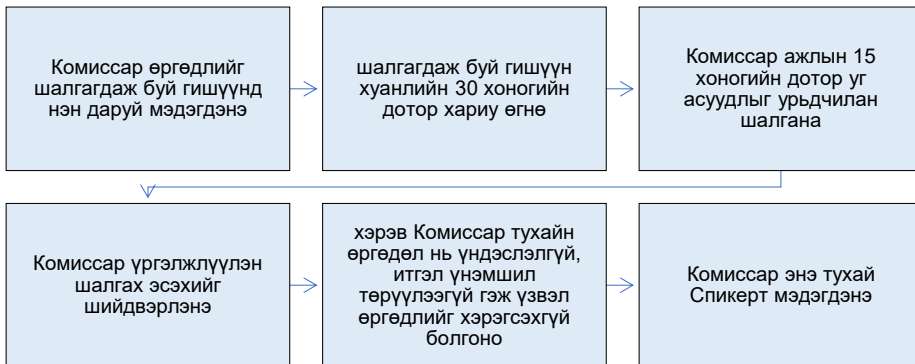 Комиссар өргөдлийг
шалгагдаж буй гишүүнд
нэн даруй мэдэгдэнэ
шалгагдаж буй гишүүн
хуанлийн 30 хоногийн
дотор хариу өгнө
Комиссар ажлын 15
хоногийн дотор уг
асуудлыг урьдчилан
шалгана
Комиссар үргэлжлүүлэн
шалгах эсэхийг
шийдвэрлэнэ
хэрэв Комиссар тухайн
өргөдөл нь үндэслэлгүй,
итгэл үнэмшил
төрүүлээгүй гэж үзвэл
өргөдлийг хэрэгсэхгүй
болгоно
Комиссар энэ тухай
Спикерт мэдэгдэнэ